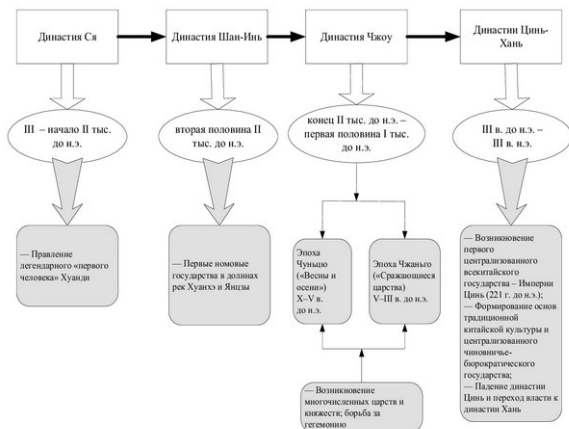 Династия Ся
Династия Шан-Инь
Династия Чжоу
Династии Цинь-
Хань
III – начало II тыс.
до н.э.
вторая половина II
тыс. до н.э.
конец II тыс. до н.э. –
первая половина I тыс.
до н.э.
III в. до н.э. –
III в. н.э.
— Правление
легендарного «первого
человека» Хуанди
— Первые номовые
государства в долинах
рек Хуанхэ и Янцзы
Эпоха
Чуньцю
(«Весны и
осени»)
X–V в.
до н.э.
Эпоха Чжаньго
(«Сражающиеся
царства»)
V–III в. до н.э.
— Возникновение
многочисленных царств и
княжеств; борьба за
гегемонию
— Возникновение
первого
централизованного
всекитайского
государства – Империи
Цинь (221 г. до н.э.);
— Формирование основ
традиционной
китайской культуры и
централизованного
чиновничье-
бюрократического
государства;
— Падение династии
Цинь и переход власти к
династии Хань